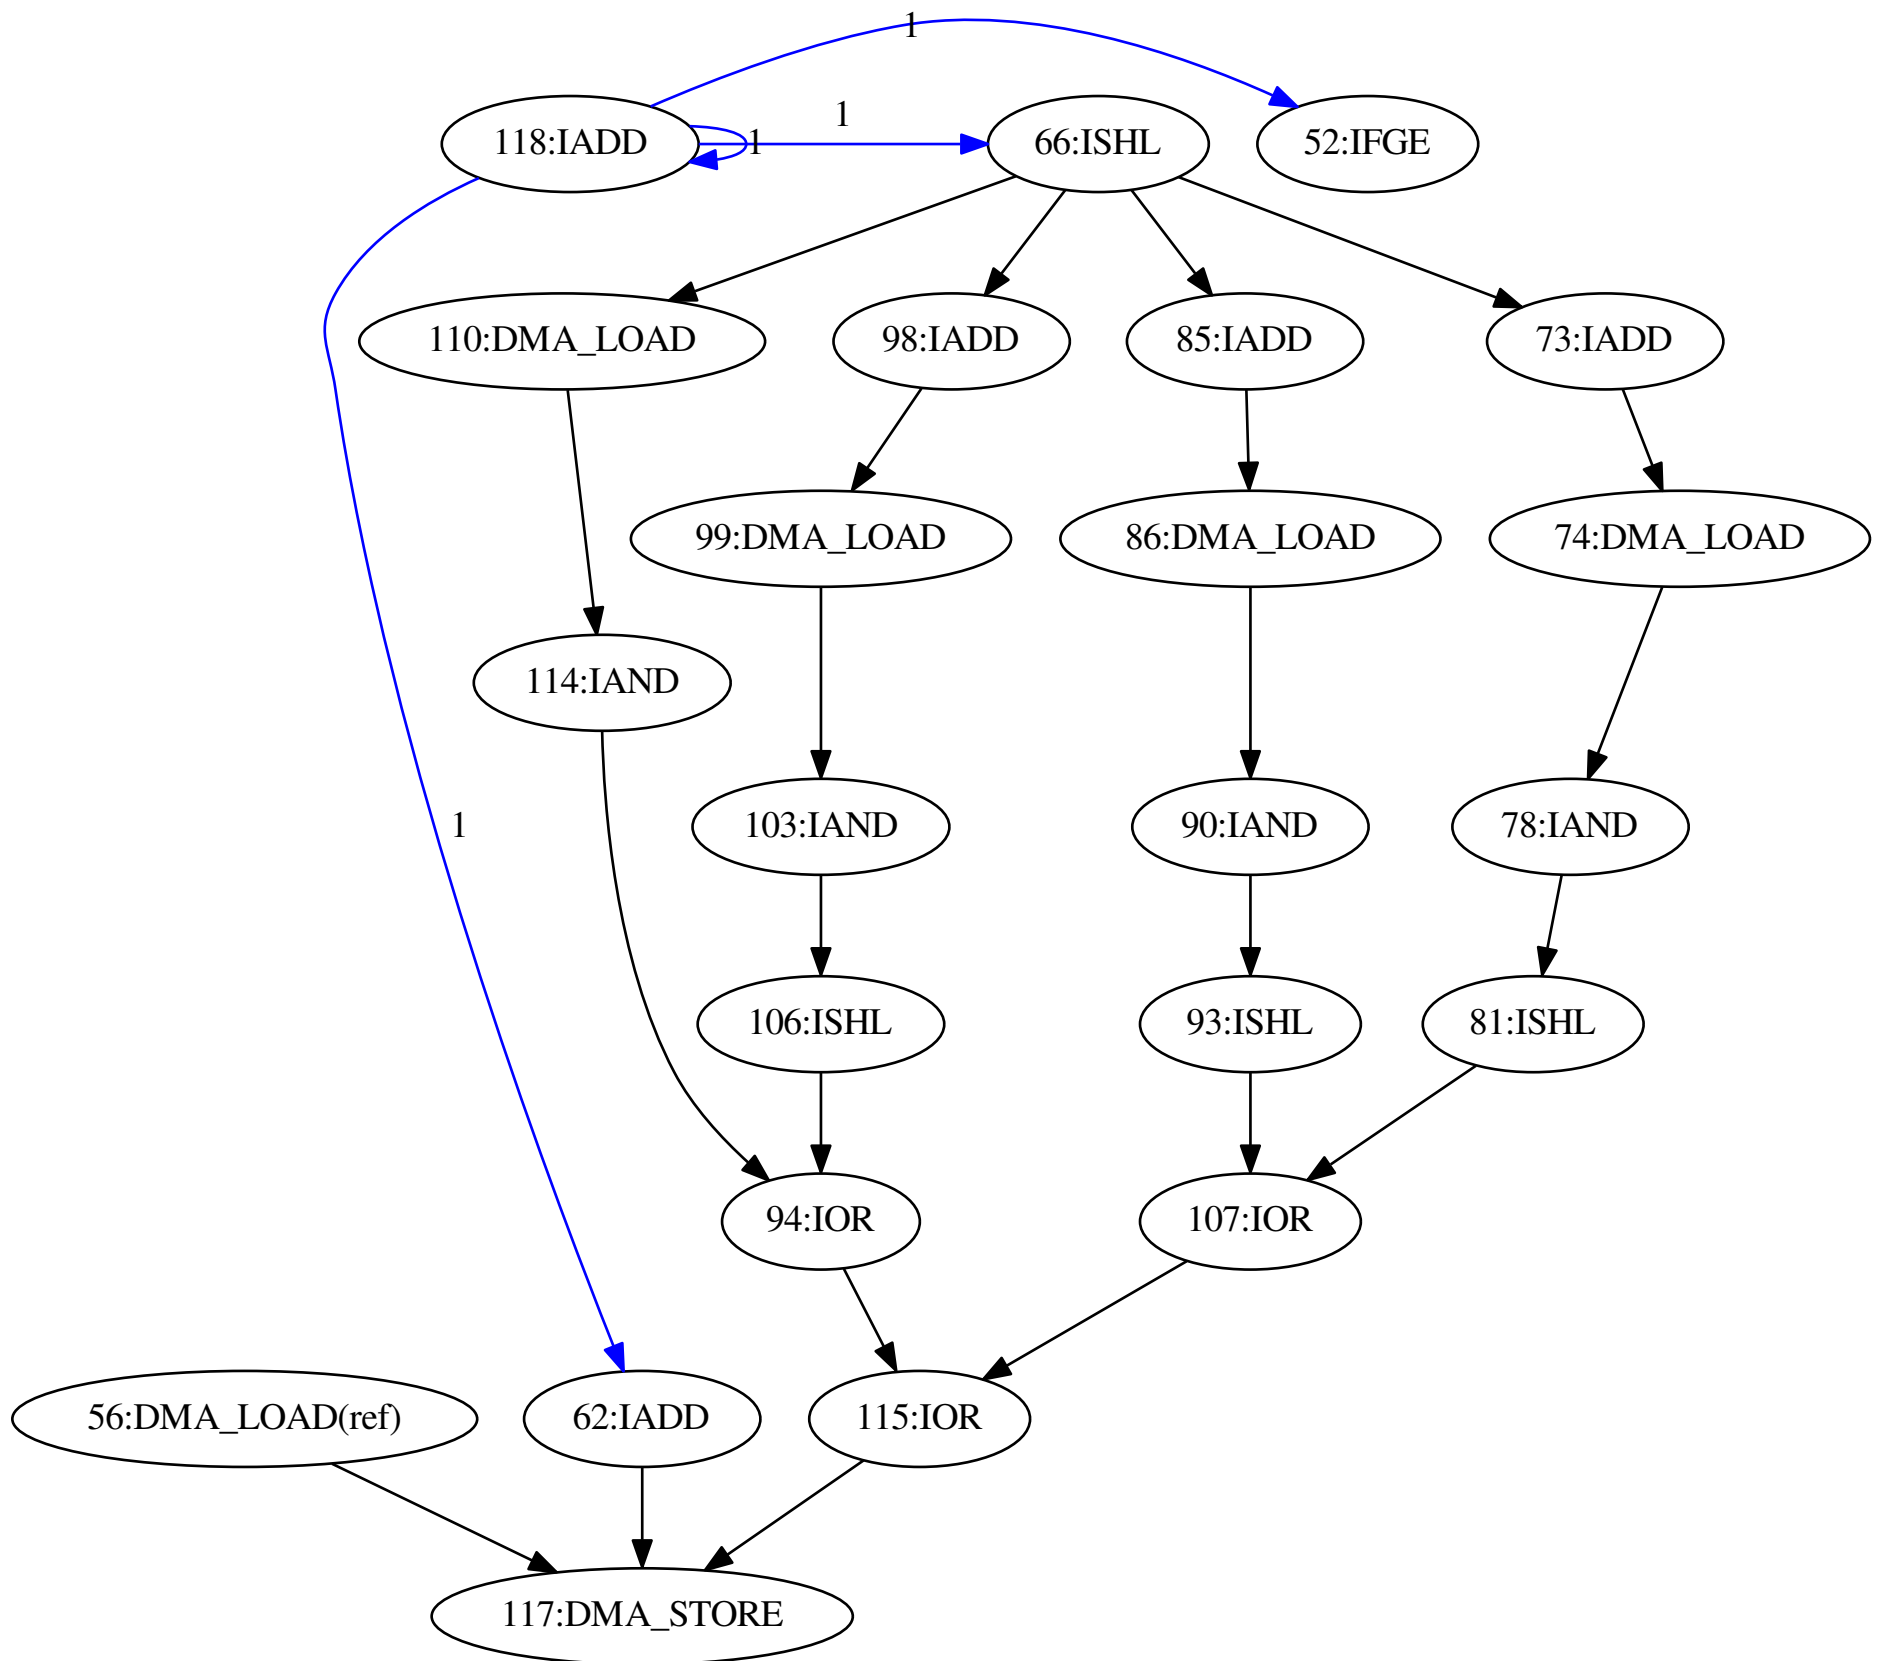 1
118:IADD
1
1
66:ISHL
52:IFGE
110:DMA_LOAD
98:IADD
85:IADD
73:IADD
99:DMA_LOAD
86:DMA_LOAD
74:DMA_LOAD
114:IAND
1
103:IAND
90:IAND
78:IAND
106:ISHL
93:ISHL
81:ISHL
94:IOR
107:IOR
56:DMA_LOAD(ref)
62:IADD
115:IOR
117:DMA_STORE